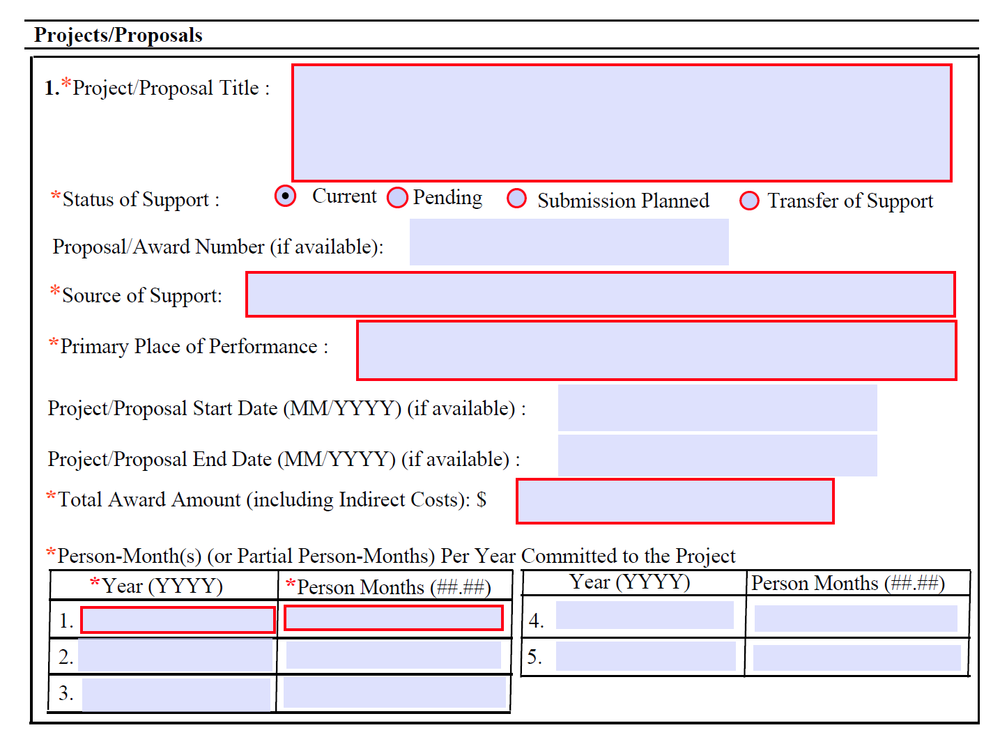 Projects/Proposals
1.*Project/Proposal Title :
*Status of Support : Current Pending Submission Planned Transfer of Support
Proposal/Award Number (if available):
*Source of Support:
*Primary Place of Performance :
Project/Proposal Start Date (MM/YYYY) (if available) :
Project/Proposal End Date (MM/YYYY) (if available) :
*Total Award Amount (including Indirect Costs): $
*Person-Month(s) (or Partial Person-Months) Per Year Committed to the Project
*Year (YYYY) *Person Months (##.##) Year (YYYY) Person Months (##.##)
1. 4.
2. 5.
3.